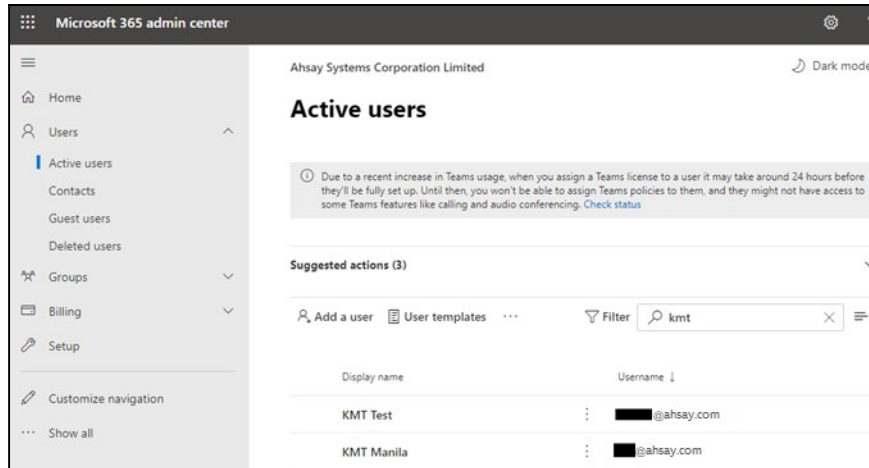 Microsoft 365 admin center
Ahsay Systems Corporation Limited
Dark mode
Home
Users
Active users
Contacts
Guest users
Deleted users
Groups
Billing
Setup
Customize navigation
Show all
Active users
Due to a recent increase in Teams usage, when you assign a Teams license to a user it may take around 24 hours before
they'll be fully set up. Until then, you won't be able to assign Teams policies to them, and they might not have access to
some Teams features like calling and audio conferencing. Check status
Suggested actions (3)
Add a user User templates ··· Filter kmt
Display name Username ↓
KMT Test @ahsay.com
KMT Manila @ahsay.com